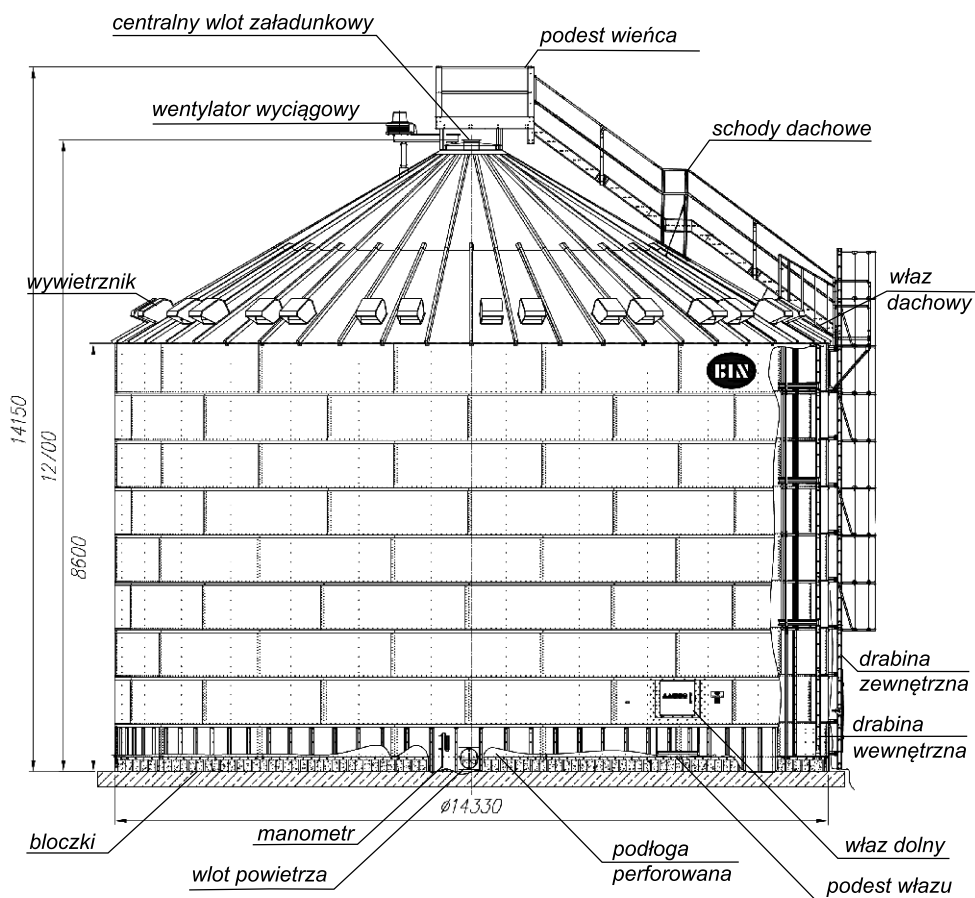 centralny wlot załadunkowy
podest wieńca
wentylator wyciągowy
schody dachowe
wywietrznik
właz
dachowy
BIN
14150
12700
8600
drabina
zewnętrzna
drabina
wewnętrzna
ø14330
bloczki
manometr
wlot powietrza
podłoga
perforowana
właz dolny
podest włazu